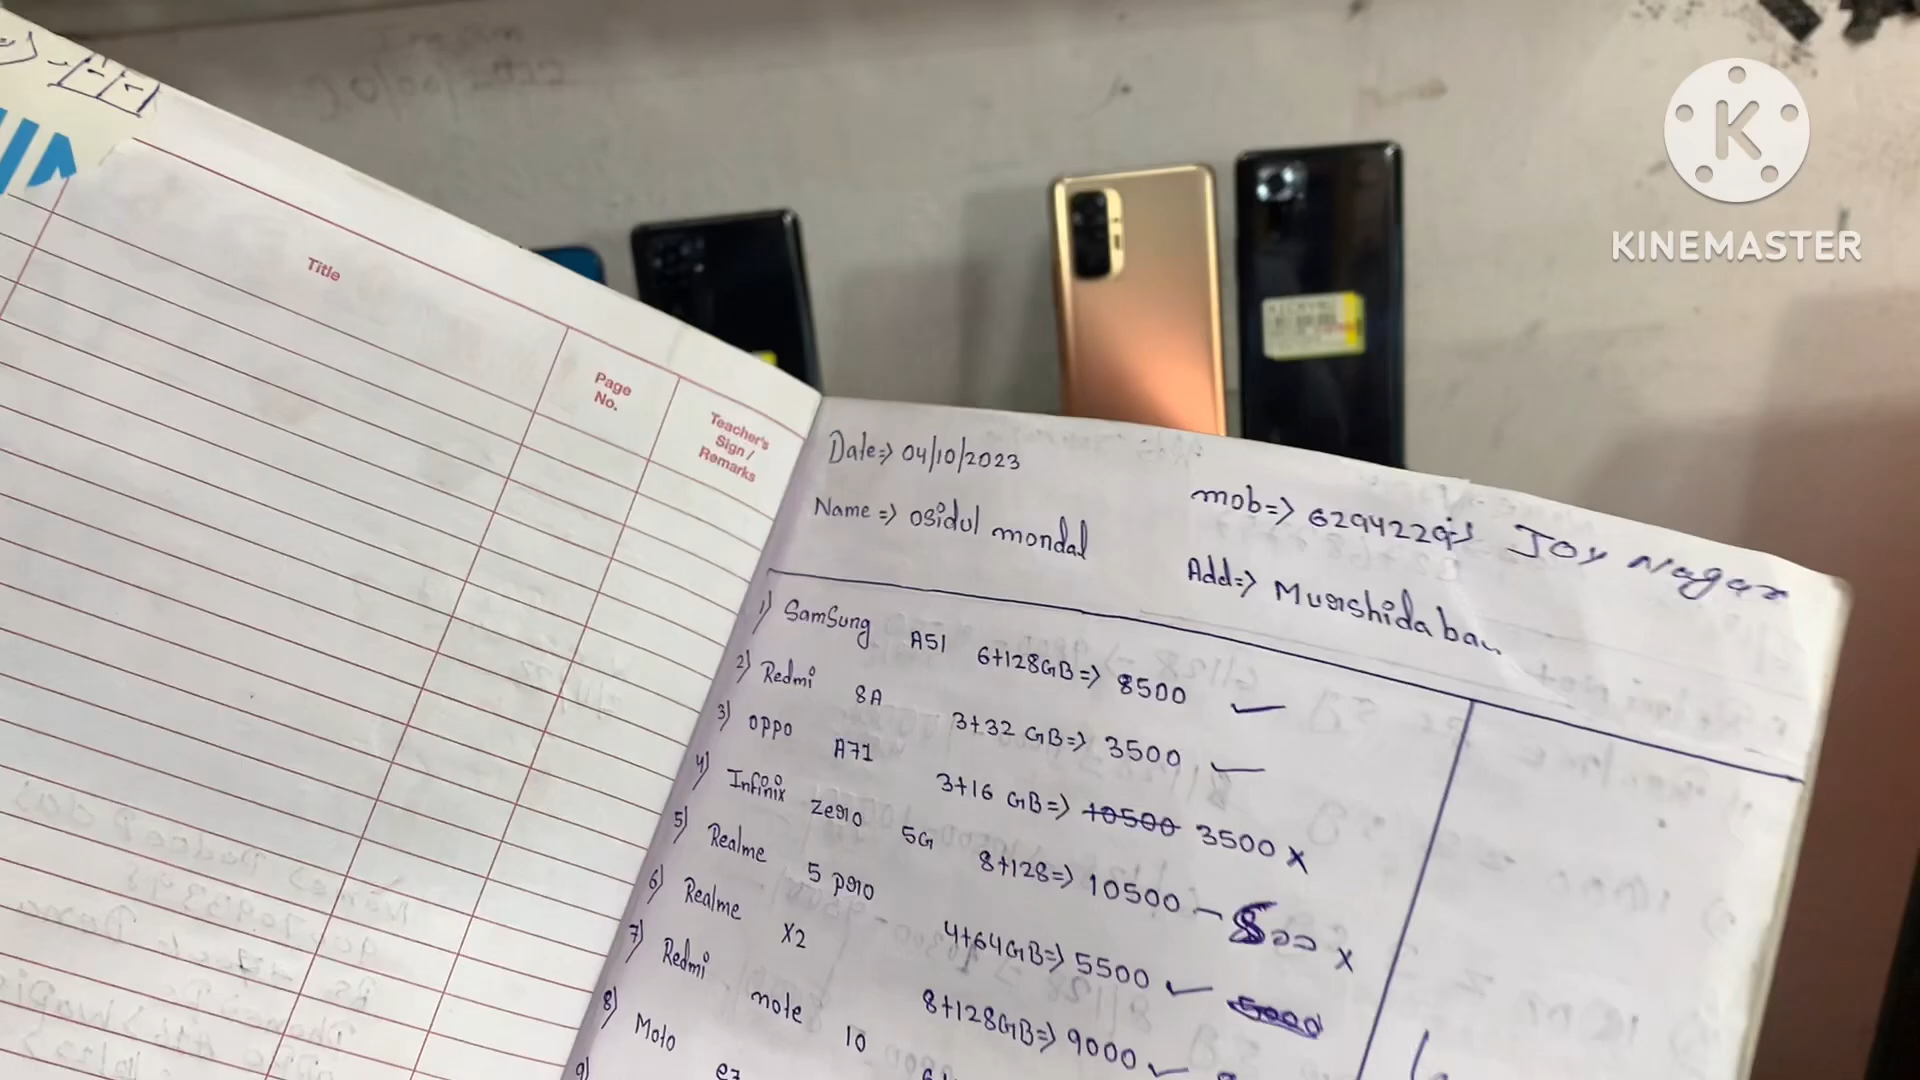 KINEMASTER
Title
Page No.
Teacher's Sign / Remarks
Date=> 04/10/2023
mob=> Joy Nagar
Name=> osidul mondal
Add=> Murshidaba
1) SamSung A51 6+128GB=> 8500
2) Redmi 8A 3+32 GB=> 3500
3) oppo A71 3+16 GB=> 10500 3500 x
4) Infinix zero 5G 8+128=> 10500 -
5) Realme 5 pro 4+64GB=> 5500
6) Realme X2 8+128GB=> 9000
7) Redmi note 10
8) Moto e7
9)